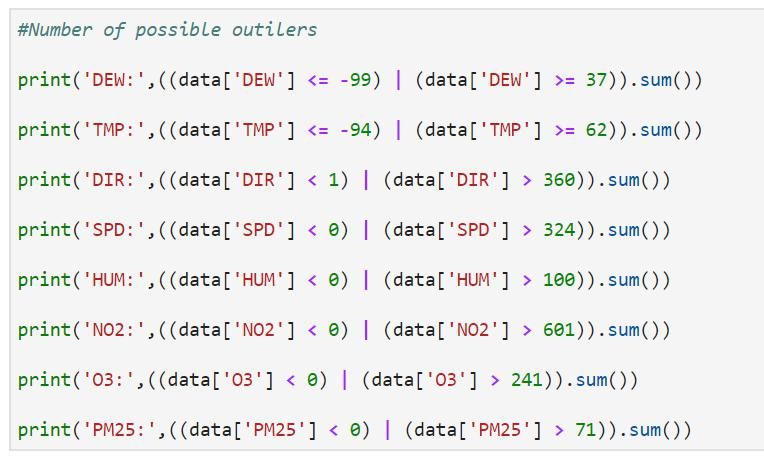 #Number of possible outilers
print('DEW:',((data['DEW'] <= -99) | (data['DEW'] >= 37)).sum())
print('TMP:',((data['TMP'] <= -94) | (data['TMP'] >= 62)).sum())
print('DIR:',((data['DIR'] < 1) | (data['DIR'] > 360)).sum())
print('SPD:',((data['SPD'] < 0) | (data['SPD'] > 324)).sum())
print('HUM:',((data['HUM'] < 0) | (data['HUM'] > 100)).sum())
print('NO2:',((data['NO2'] < 0) | (data['NO2'] > 601)).sum())
print('O3:',((data['O3'] < 0) | (data['O3'] > 241)).sum())
print('PM25:',((data['PM25'] < 0) | (data['PM25'] > 71)).sum())